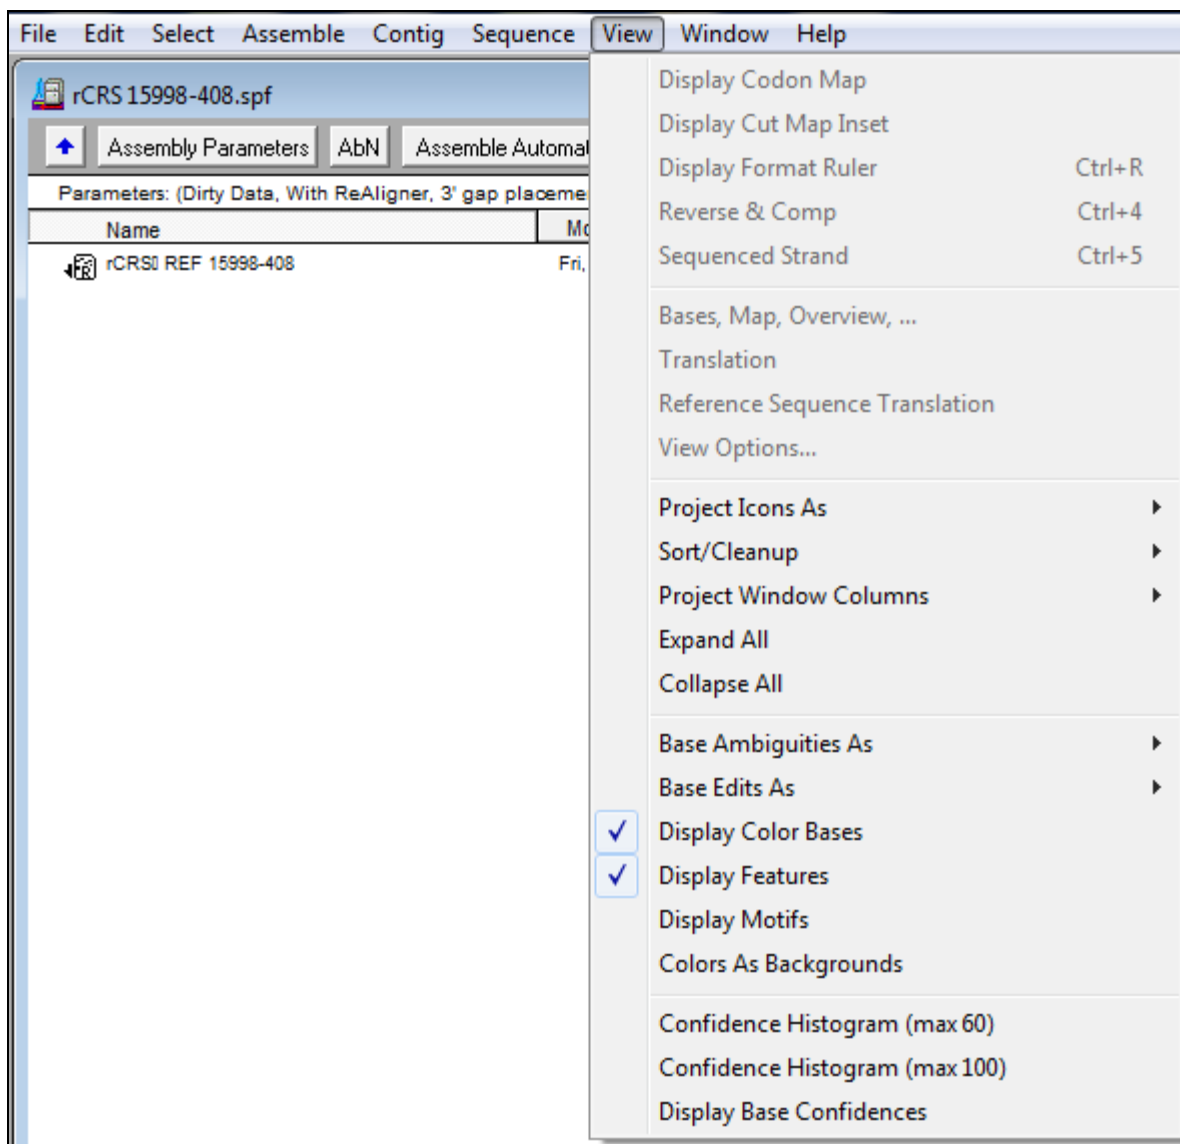 File Edit Select Assemble Contig Sequence View Window Help
rCRS 15998-408.spf
Assembly Parameters AbN Assemble Automat
Parameters: (Dirty Data, With ReAligner, 3' gap placeme
Name Mo
rCRS REF 15998-408 Fri,
Display Codon Map
Display Cut Map Inset
Display Format Ruler Ctrl+R
Reverse & Comp Ctrl+4
Sequenced Strand Ctrl+5
Bases, Map, Overview, ...
Translation
Reference Sequence Translation
View Options...
Project Icons As
Sort/Cleanup
Project Window Columns
Expand All
Collapse All
Base Ambiguities As
Base Edits As
Display Color Bases
Display Features
Display Motifs
Colors As Backgrounds
Confidence Histogram (max 60)
Confidence Histogram (max 100)
Display Base Confidences